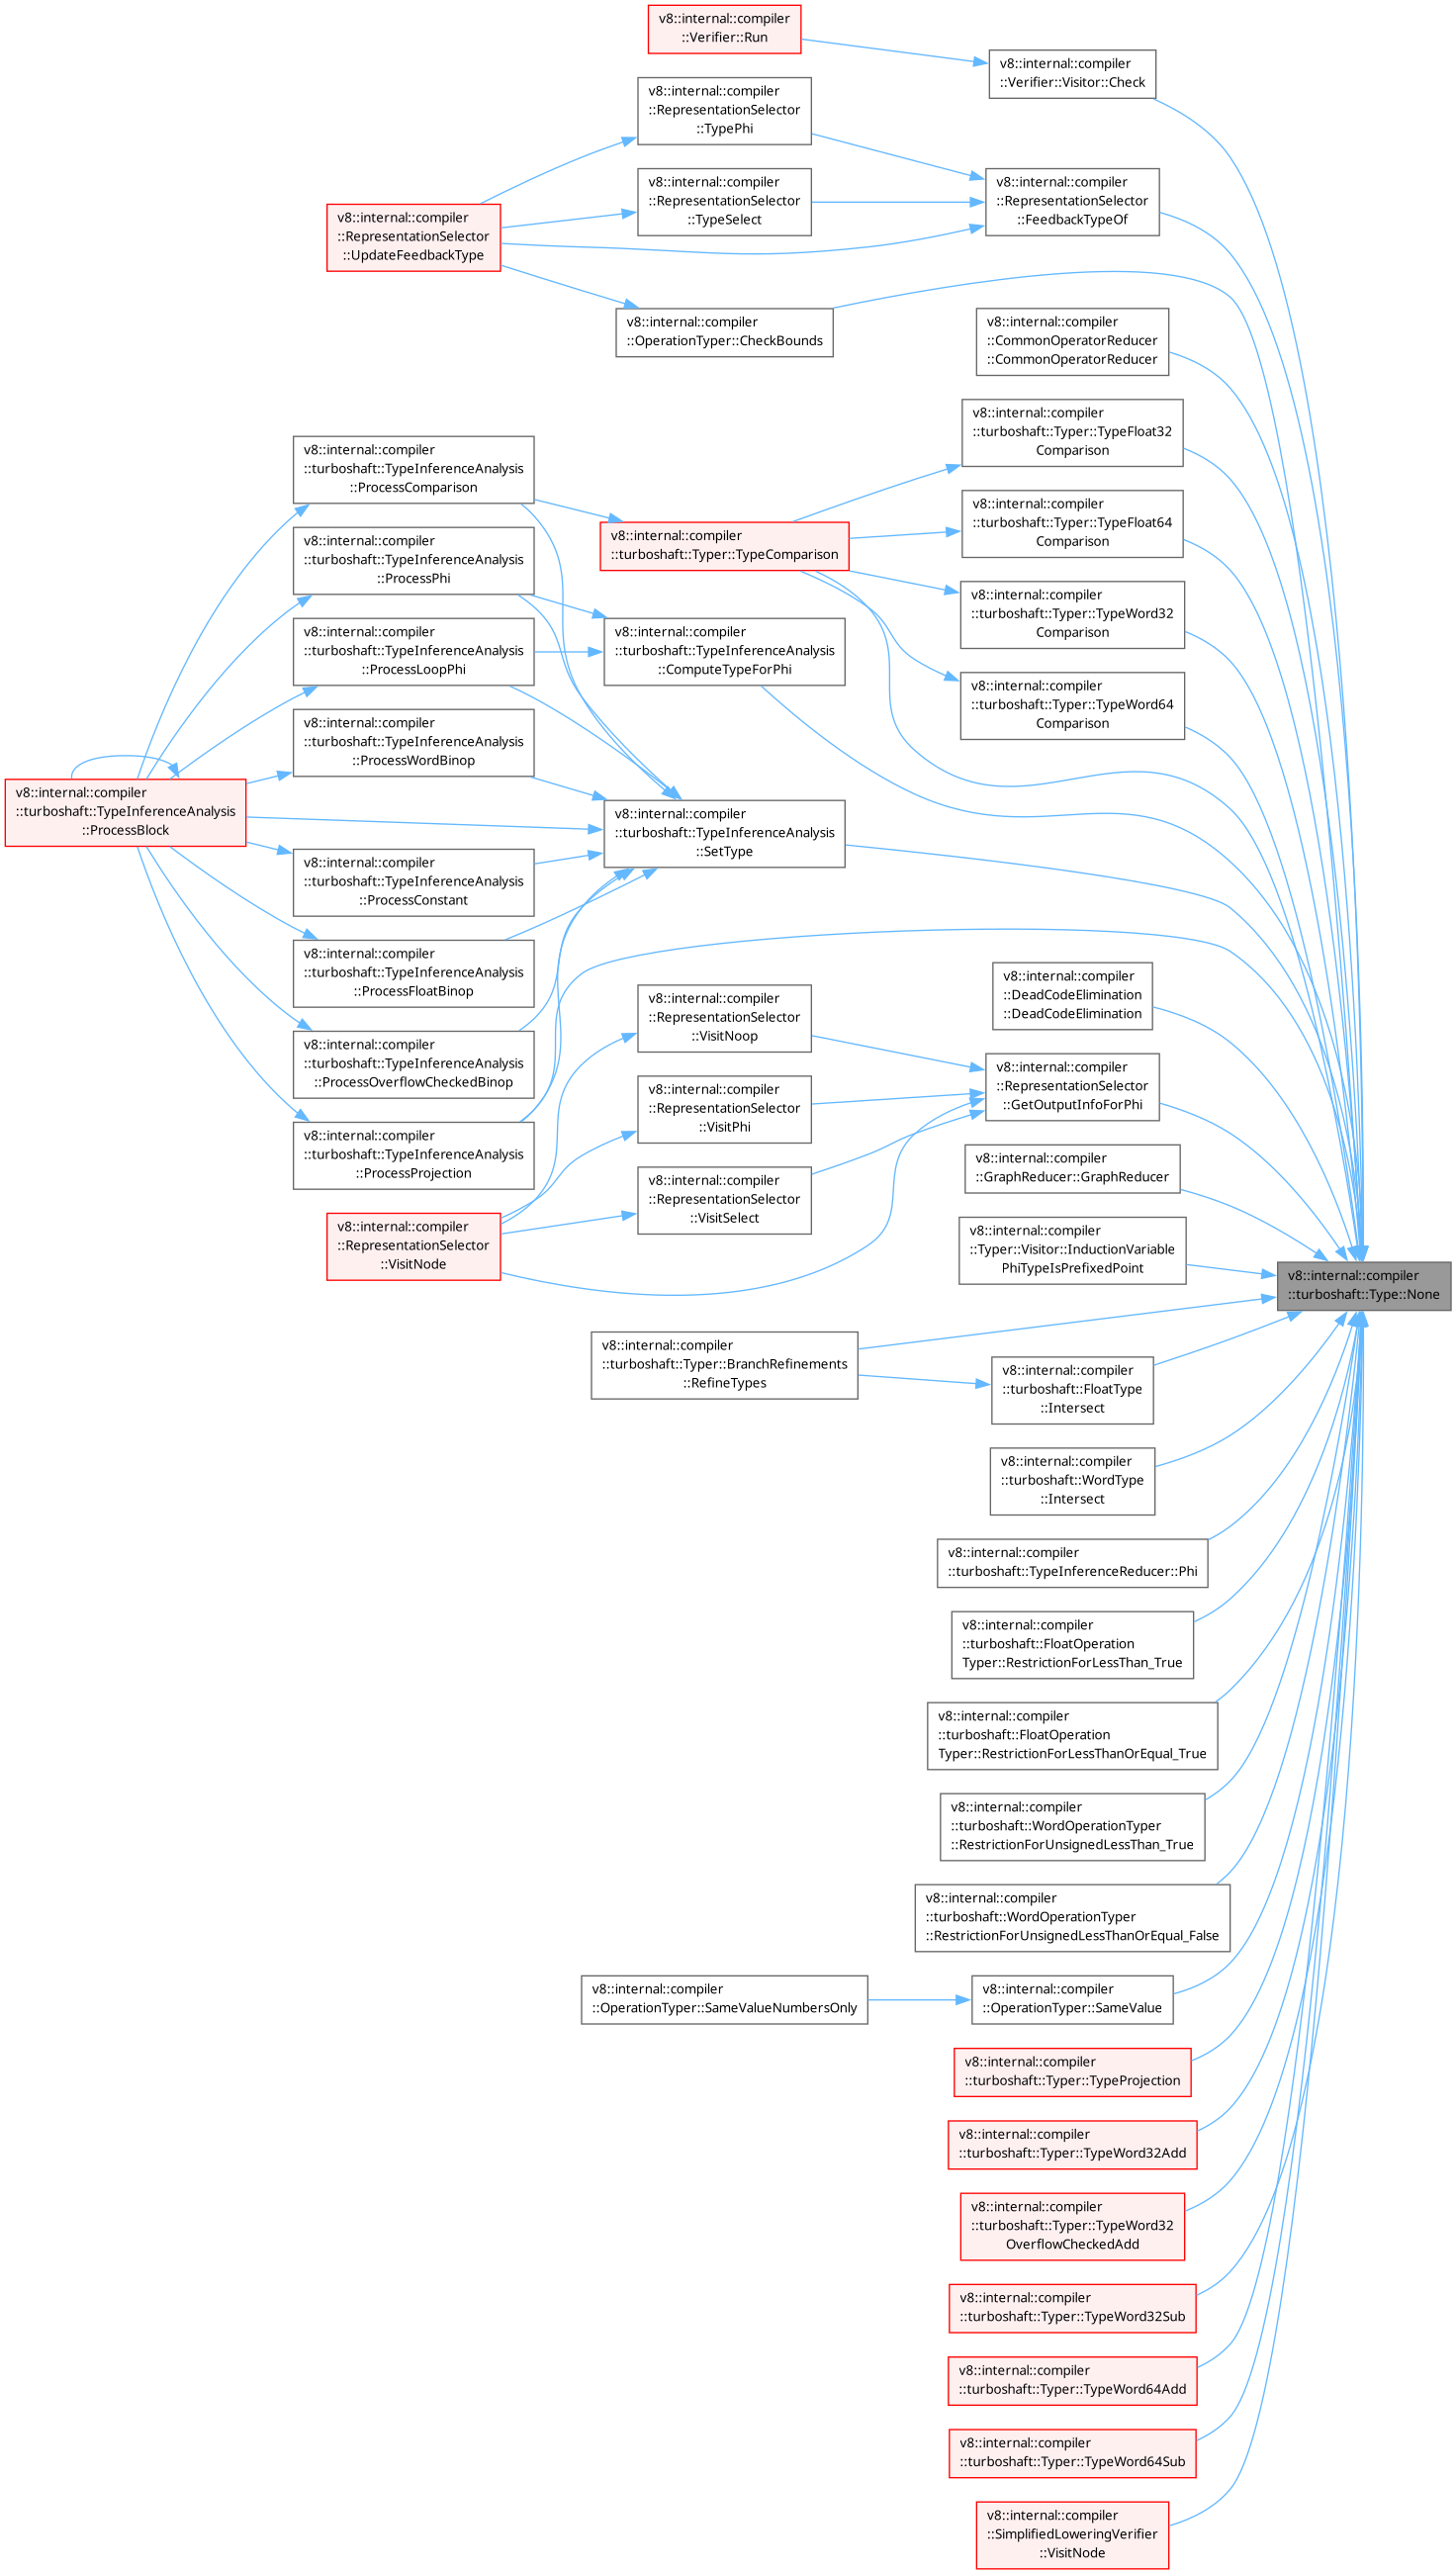 v8::internal::compiler
::Verifier::Run
v8::internal::compiler
::Verifier::Visitor::Check
v8::internal::compiler
::RepresentationSelector
::TypePhi
v8::internal::compiler
::RepresentationSelector
::TypeSelect
v8::internal::compiler
::RepresentationSelector
::FeedbackTypeOf
v8::internal::compiler
::RepresentationSelector
::UpdateFeedbackType
v8::internal::compiler
::OperationTyper::CheckBounds
v8::internal::compiler
::CommonOperatorReducer
::CommonOperatorReducer
v8::internal::compiler
::turboshaft::Typer::TypeFloat32
Comparison
v8::internal::compiler
::turboshaft::TypeInferenceAnalysis
::ProcessComparison
v8::internal::compiler
::turboshaft::Typer::TypeFloat64
Comparison
v8::internal::compiler
::turboshaft::Typer::TypeComparison
v8::internal::compiler
::turboshaft::TypeInferenceAnalysis
::ProcessPhi
v8::internal::compiler
::turboshaft::Typer::TypeWord32
Comparison
v8::internal::compiler
::turboshaft::TypeInferenceAnalysis
::ProcessLoopPhi
v8::internal::compiler
::turboshaft::TypeInferenceAnalysis
::ComputeTypeForPhi
v8::internal::compiler
::turboshaft::Typer::TypeWord64
Comparison
v8::internal::compiler
::turboshaft::TypeInferenceAnalysis
::ProcessWordBinop
v8::internal::compiler
::turboshaft::TypeInferenceAnalysis
::ProcessBlock
v8::internal::compiler
::turboshaft::TypeInferenceAnalysis
::SetType
v8::internal::compiler
::turboshaft::TypeInferenceAnalysis
::ProcessConstant
v8::internal::compiler
::turboshaft::TypeInferenceAnalysis
::ProcessFloatBinop
v8::internal::compiler
::DeadCodeElimination
::DeadCodeElimination
v8::internal::compiler
::RepresentationSelector
::VisitNoop
v8::internal::compiler
::turboshaft::TypeInferenceAnalysis
::ProcessOverflowCheckedBinop
v8::internal::compiler
::RepresentationSelector
::GetOutputInfoForPhi
v8::internal::compiler
::RepresentationSelector
::VisitPhi
v8::internal::compiler
::turboshaft::TypeInferenceAnalysis
::ProcessProjection
v8::internal::compiler
::GraphReducer::GraphReducer
v8::internal::compiler
::RepresentationSelector
::VisitSelect
v8::internal::compiler
::RepresentationSelector
::VisitNode
v8::internal::compiler
::Typer::Visitor::InductionVariable
PhiTypeIsPrefixedPoint
v8::internal::compiler
::turboshaft::Type::None
v8::internal::compiler
::turboshaft::Typer::BranchRefinements
::RefineTypes
v8::internal::compiler
::turboshaft::FloatType
::Intersect
v8::internal::compiler
::turboshaft::WordType
::Intersect
v8::internal::compiler
::turboshaft::TypeInferenceReducer::Phi
v8::internal::compiler
::turboshaft::FloatOperation
Typer::RestrictionForLessThan_True
v8::internal::compiler
::turboshaft::FloatOperation
Typer::RestrictionForLessThanOrEqual_True
v8::internal::compiler
::turboshaft::WordOperationTyper
::RestrictionForUnsignedLessThan_True
v8::internal::compiler
::turboshaft::WordOperationTyper
::RestrictionForUnsignedLessThanOrEqual_False
v8::internal::compiler
::OperationTyper::SameValueNumbersOnly
v8::internal::compiler
::OperationTyper::SameValue
v8::internal::compiler
::turboshaft::Typer::TypeProjection
v8::internal::compiler
::turboshaft::Typer::TypeWord32Add
v8::internal::compiler
::turboshaft::Typer::TypeWord32
OverflowCheckedAdd
v8::internal::compiler
::turboshaft::Typer::TypeWord32Sub
v8::internal::compiler
::turboshaft::Typer::TypeWord64Add
v8::internal::compiler
::turboshaft::Typer::TypeWord64Sub
v8::internal::compiler
::SimplifiedLoweringVerifier
::VisitNode